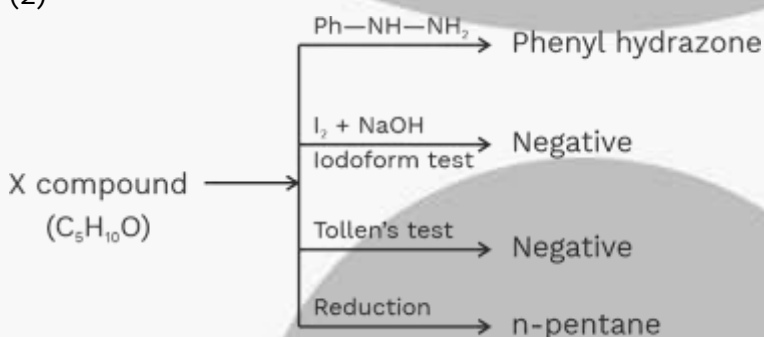 (2)
Ph—NH—NH₂
Phenyl hydrazone
I₂ + NaOH
Negative
Iodoform test
X compound
(C₅H₁₀O)
Tollen's test
Negative
Reduction
n-pentane